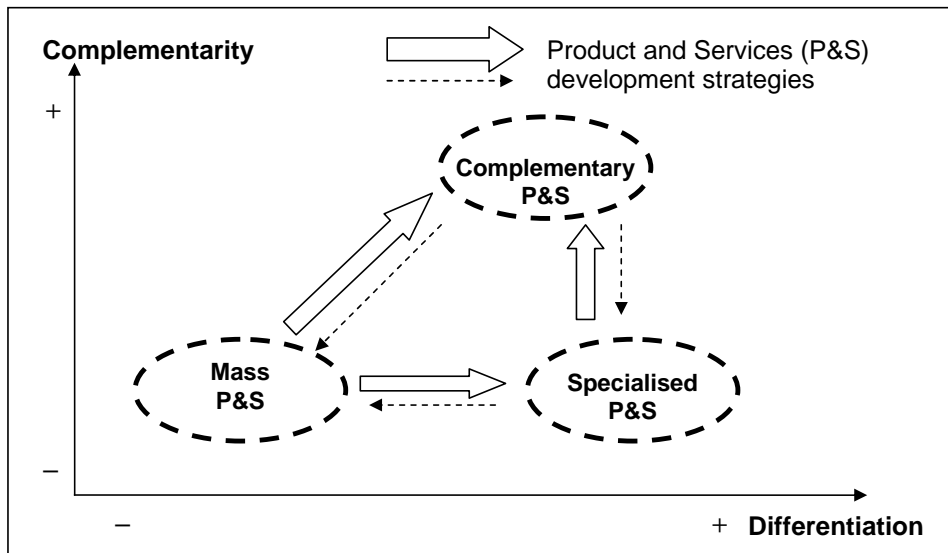 Complementarity
Product and Services (P&S)
development strategies
+
Complementary
P&S
Mass
P&S
Specialised
P&S
–
–
+ Differentiation